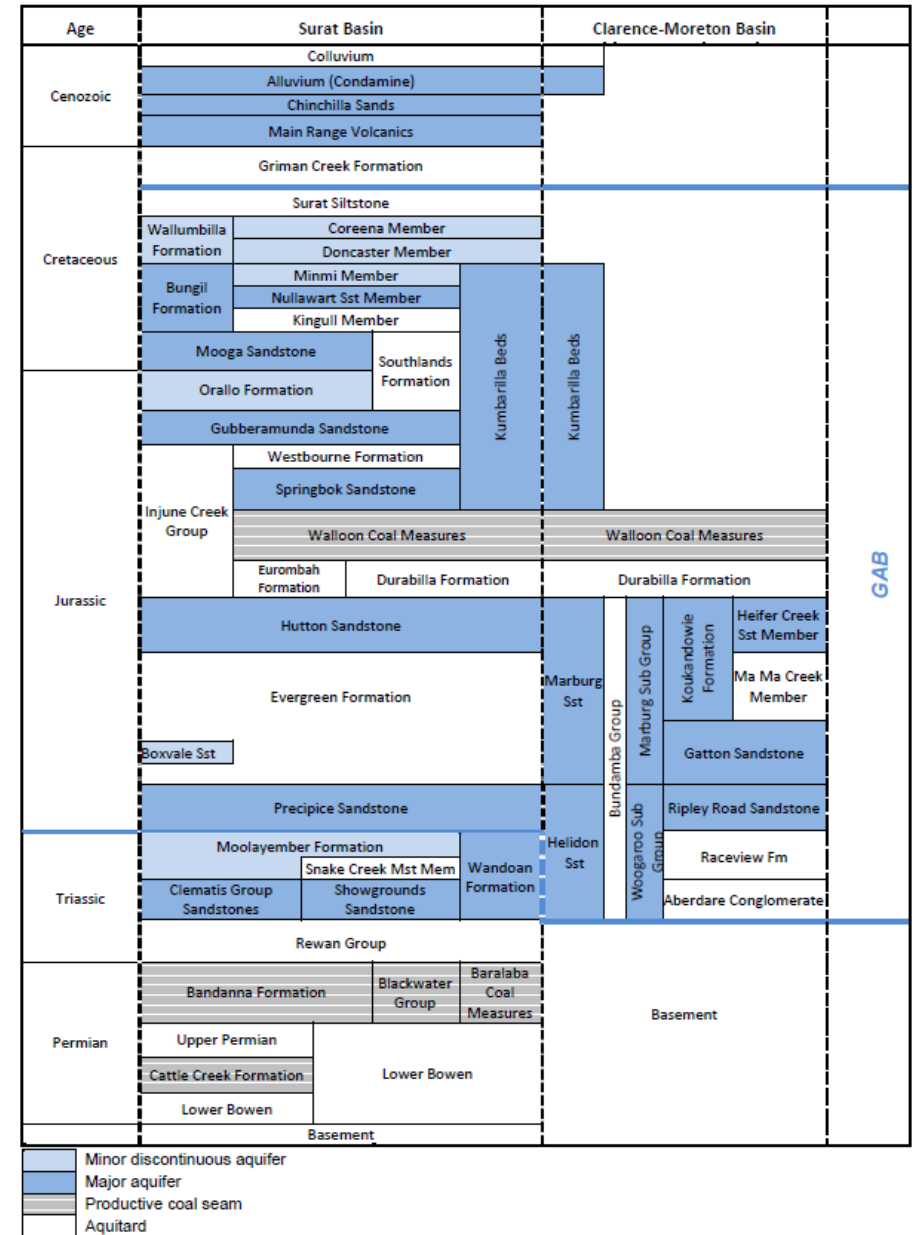 Age
Surat Basin
Clarence-Moreton Basin
Colluvium
Cenozoic
Alluvium (Condamine)
Chinchilla Sands
Main Range Volcanics
Griman Creek Formation
Cretaceous
Surat Siltstone
Wallumbilla
Formation
Coreena Member
Doncaster Member
Bungil
Formation
Minmi Member
Nullawart Sst Member
Kingull Member
Mooga Sandstone
Southlands
Formation
Kumbarilla Beds
Kumbarilla Beds
Orallo Formation
Gubberamunda Sandstone
Westbourne Formation
Springbok Sandstone
Injune Creek
Group
Walloon Coal Measures
Walloon Coal Measures
Eurombah
Formation
Durabilla Formation
Durabilla Formation
GAB
Jurassic
Hutton Sandstone
Evergreen Formation
Boxvale Sst
Precipice Sandstone
Marburg
Sst
Bundamba Group
Marburg Sub Group
Koukandowie
Formation
Heifer Creek
Sst Member
Ma Ma Creek
Member
Gatton Sandstone
Helidon
Sst
Woogaroo Sub
Group
Ripley Road Sandstone
Raceview Fm
Aberdare Conglomerate
Triassic
Moolayember Formation
Snake Creek Mst Mem
Wandoan
Formation
Clematis Group
Sandstones
Showgrounds
Sandstone
Rewan Group
Permian
Bandanna Formation
Blackwater
Group
Baralaba
Coal
Measures
Basement
Upper Permian
Cattle Creek Formation
Lower Bowen
Lower Bowen
Basement
Minor discontinuous aquifer
Major aquifer
Productive coal seam
Aquitard